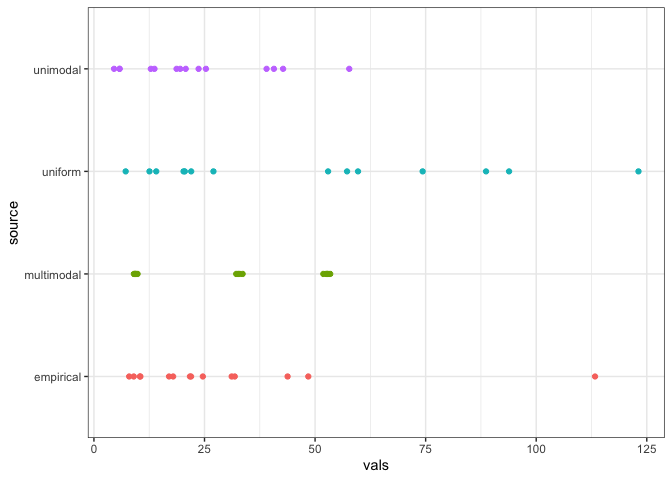 unimodal
uniform
multimodal
empirical
source
0 25 50 75 100 125
vals